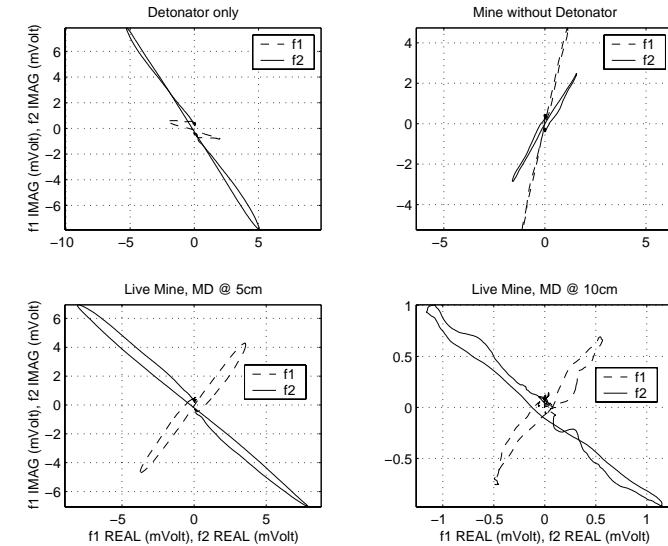 Detonator only
f1 IMAG (mVolt), f2 IMAG (mVolt)
6
4
2
0
−2
−4
−6
−10
−5
0
5
f1
f2
Mine without Detonator
4
2
0
−2
−4
−5
0
5
f1
f2
Live Mine, MD @ 5cm
f1 IMAG (mVolt), f2 IMAG (mVolt)
6
4
2
0
−2
−4
−6
−5
0
5
f1 REAL (mVolt), f2 REAL (mVolt)
f1
f2
Live Mine, MD @ 10cm
1
0.5
0
−0.5
−1
−0.5
0
0.5
1
f1 REAL (mVolt), f2 REAL (mVolt)
f1
f2